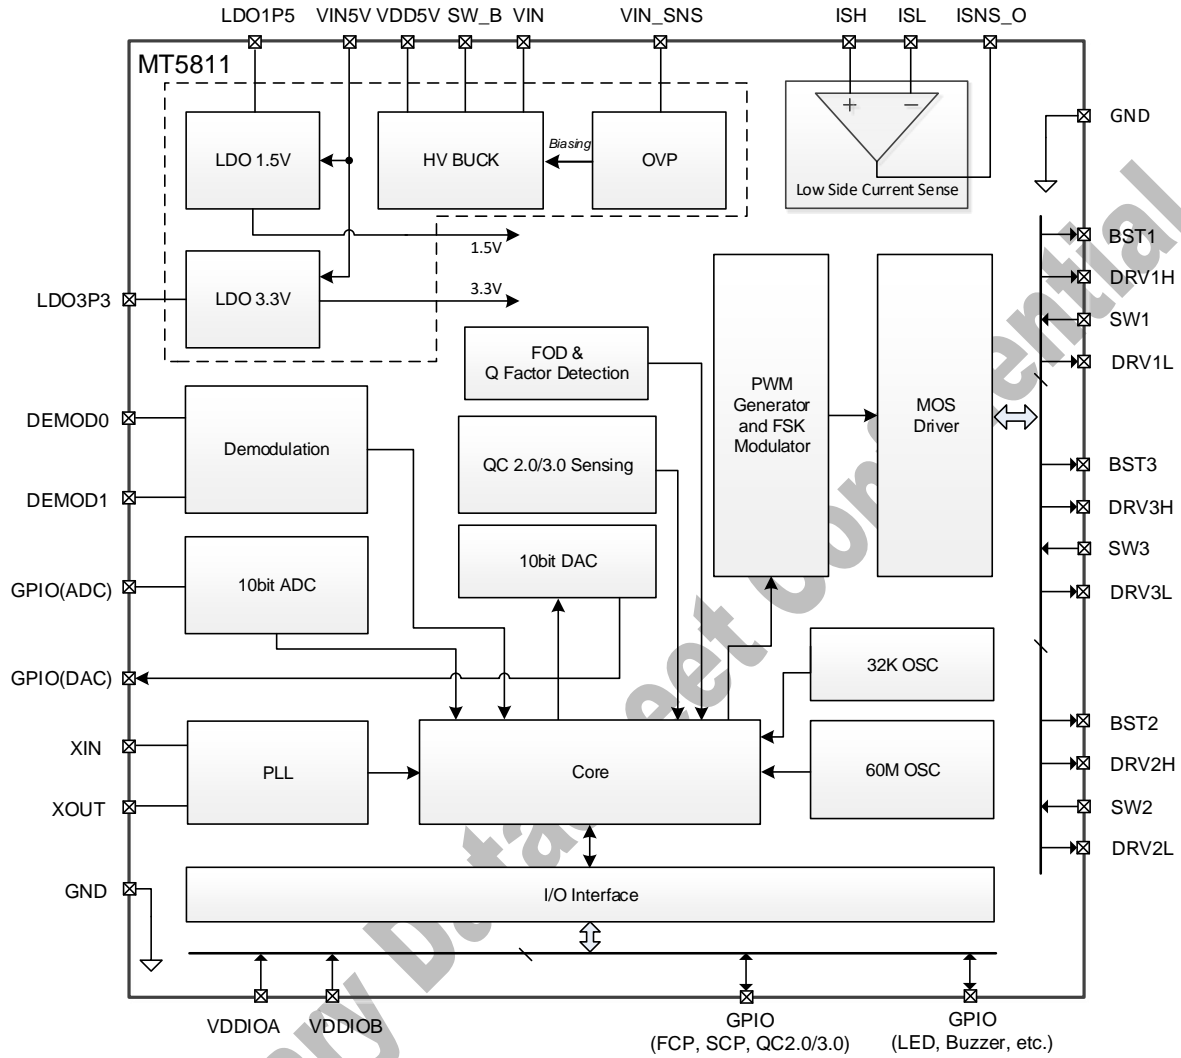 LDO1P5 VIN5V VDD5V SW_B VIN VIN_SNS ISH ISL ISNS_O
MT5811
+ −
LDO 1.5V
HV BUCK
Biasing
OVP
Low Side Current Sense
GND
1.5V
BST1
LDO3P3
LDO 3.3V
3.3V
DRV1H
SW1
DRV1L
FOD &
Q Factor Detection
PWM
Generator
and FSK
Modulator
MOS
Driver
DEMOD0
DEMOD1
Demodulation
QC 2.0/3.0 Sensing
BST3
DRV3H
SW3
DRV3L
GPIO(ADC)
10bit ADC
10bit DAC
GPIO(DAC)
32K OSC
XIN
XOUT
PLL
Core
60M OSC
BST2
DRV2H
SW2
DRV2L
GND
I/O Interface
VDDIOA VDDIOB
GPIO
(FCP, SCP, QC2.0/3.0)
GPIO
(LED, Buzzer, etc.)